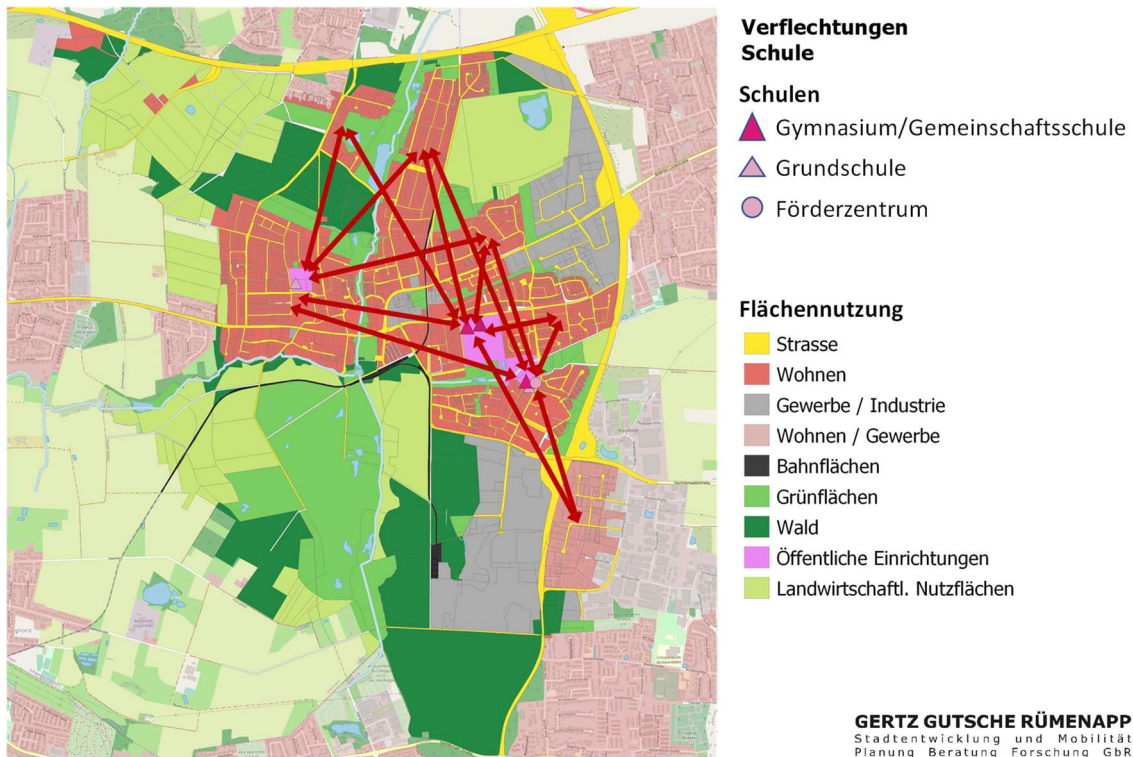 Verflechtungen
Schule
Schulen
Gymnasium/Gemeinschaftsschule
Grundschule
Förderzentrum
Flächennutzung
Strasse
Wohnen
Gewerbe / Industrie
Wohnen / Gewerbe
Bahnflächen
Grünflächen
Wald
Öffentliche Einrichtungen
Landwirtschaftl. Nutzflächen
GERTZ GUTSCHE RÜMENAPP
Stadtentwicklung und Mobilität
Planung Beratung Forschung GbR